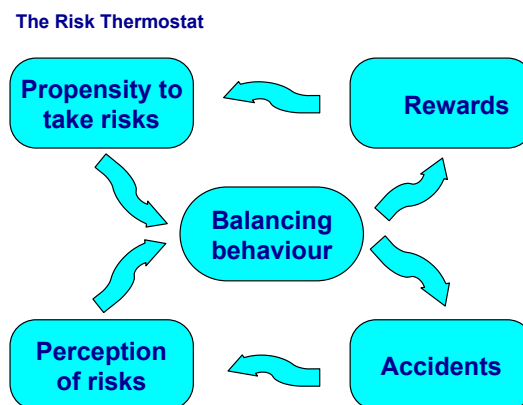 The Risk Thermostat
Propensity to
take risks
Rewards
Balancing
behaviour
Perception
of risks
Accidents